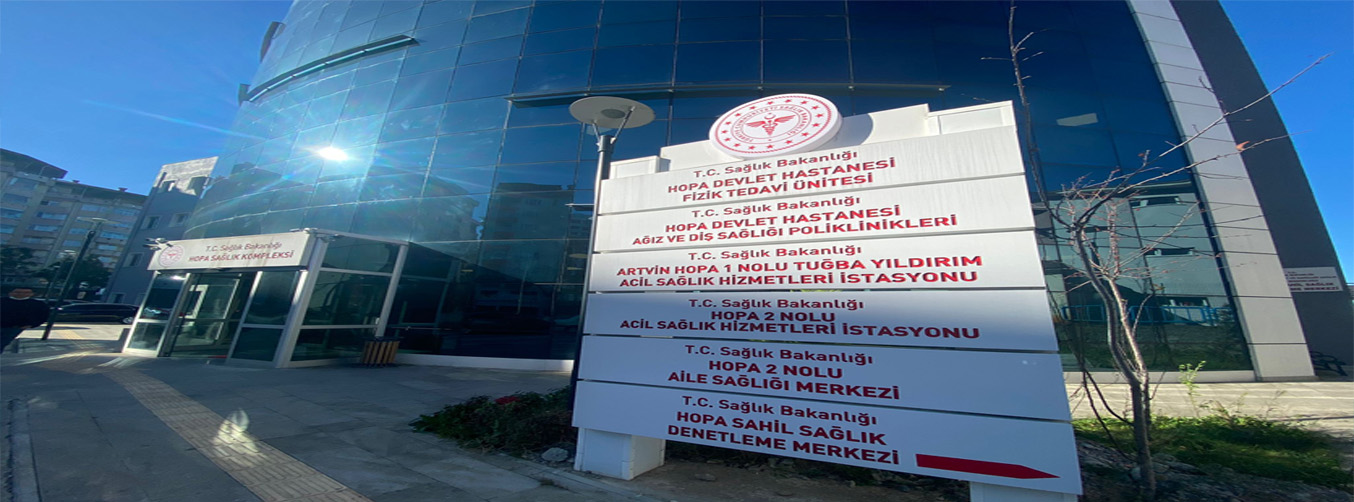 T.C. Sağlık Bakanlığı
HOPA SAĞLIK KOMPLEKSİ
T.C. Sağlık Bakanlığı
HOPA DEVLET HASTANESİ
FİZİK TEDAVİ ÜNİTESİ
T.C. Sağlık Bakanlığı
HOPA DEVLET HASTANESİ
AĞIZ VE DİŞ SAĞLIĞI POLİKLİNİKLERİ
T.C. Sağlık Bakanlığı
ARTVİN HOPA 1 NOLU TUĞBA YILDIRIM
ACİL SAĞLIK HİZMETLERİ İSTASYONU
T.C. Sağlık Bakanlığı
HOPA 2 NOLU
ACİL SAĞLIK HİZMETLERİ İSTASYONU
T.C. Sağlık Bakanlığı
HOPA 2 NOLU
AİLE SAĞLIĞI MERKEZİ
T.C. Sağlık Bakanlığı
HOPA SAHİL SAĞLIK
DENETLEME MERKEZİ